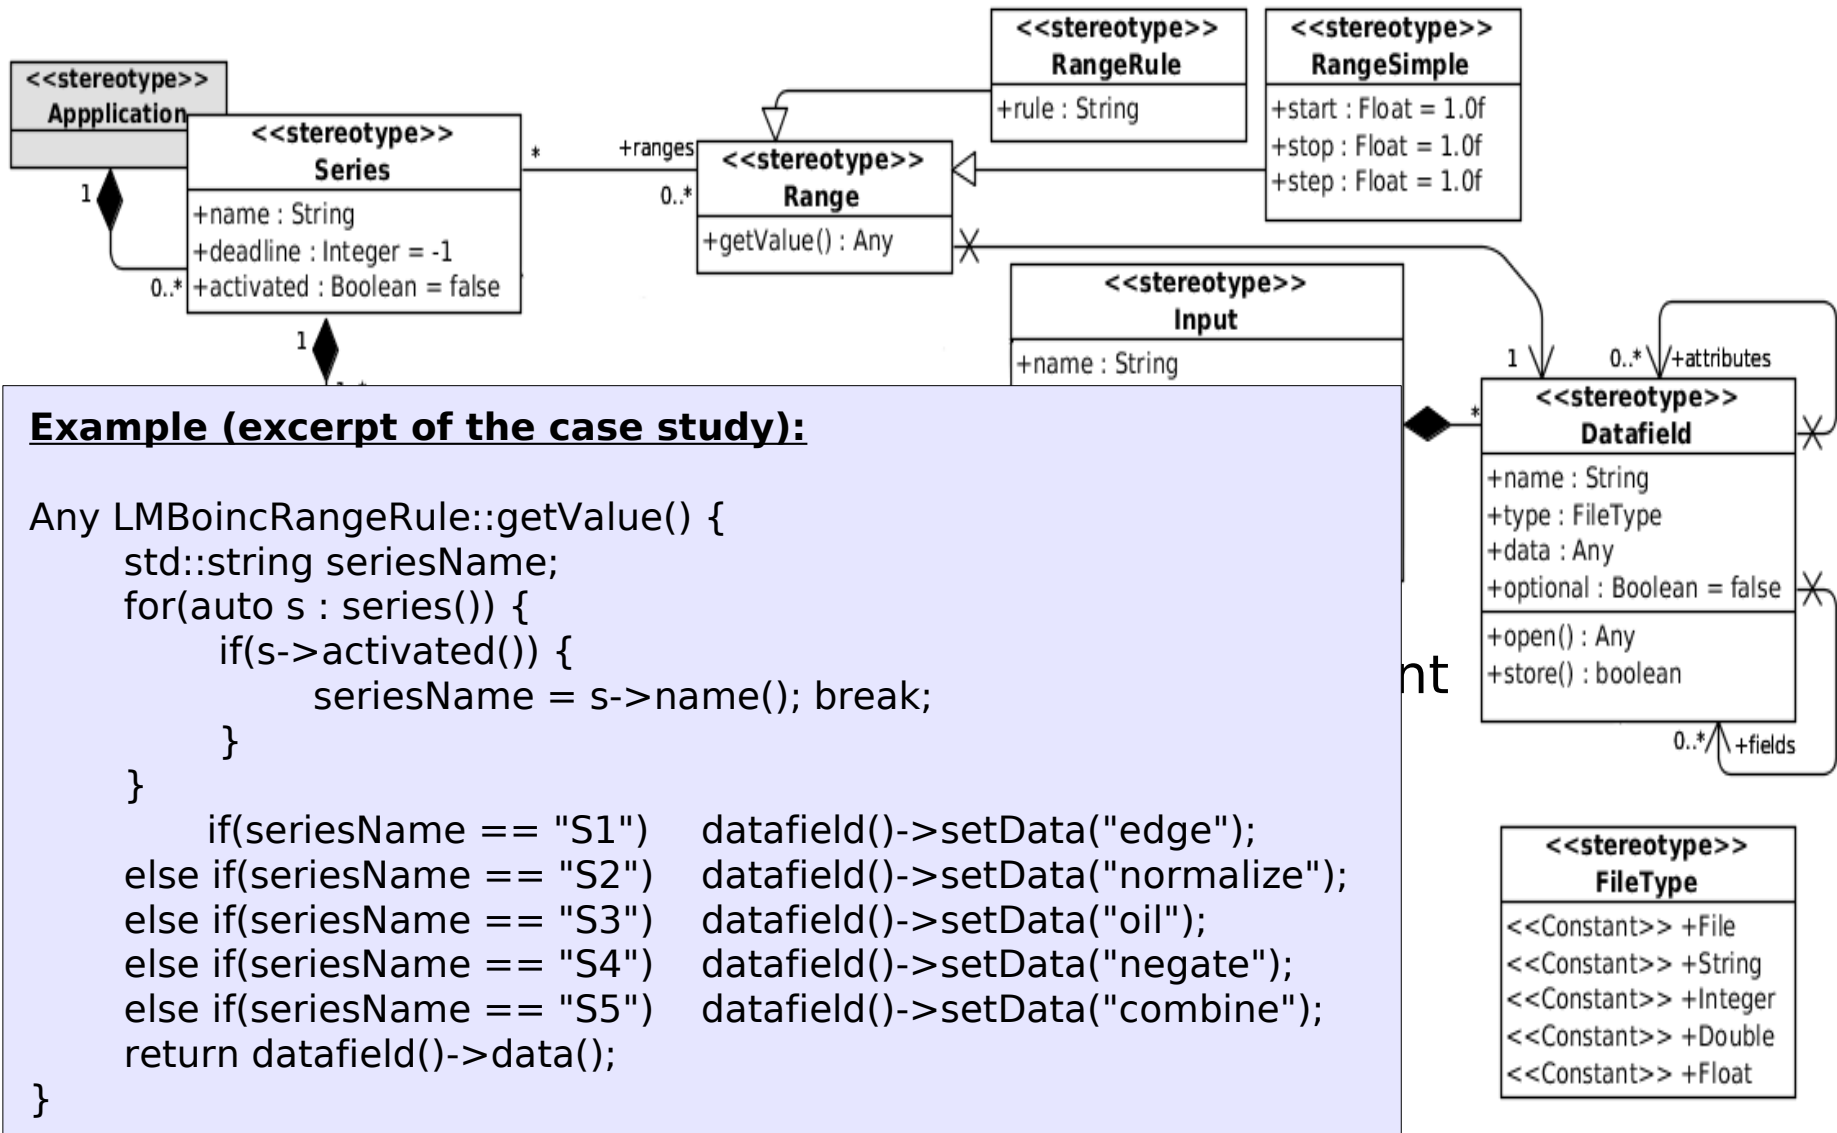 <<stereotype>>
Appplication
1
<<stereotype>>
Series
+name : String
+deadline : Integer = -1
+activated : Boolean = false
0..*
1
*
+ranges
0..*
<<stereotype>>
Range
+getValue() : Any
<<stereotype>>
RangeRule
+rule : String
<<stereotype>>
RangeSimple
+start : Float = 1.0f
+stop : Float = 1.0f
+step : Float = 1.0f
<<stereotype>>
Input
+name : String
1
0..*
+attributes
*
<<stereotype>>
Datafield
+name : String
+type : FileType
+data : Any
+optional : Boolean = false
+open() : Any
+store() : boolean
0..*
+fields
nt
Example (excerpt of the case study):
Any LMBoincRangeRule::getValue() {
std::string seriesName;
for(auto s : series()) {
if(s->activated()) {
seriesName = s->name(); break;
}
}
if(seriesName == "S1") datafield()->setData("edge");
else if(seriesName == "S2") datafield()->setData("normalize");
else if(seriesName == "S3") datafield()->setData("oil");
else if(seriesName == "S4") datafield()->setData("negate");
else if(seriesName == "S5") datafield()->setData("combine");
return datafield()->data();
}
<<stereotype>>
FileType
<<Constant>> +File
<<Constant>> +String
<<Constant>> +Integer
<<Constant>> +Double
<<Constant>> +Float